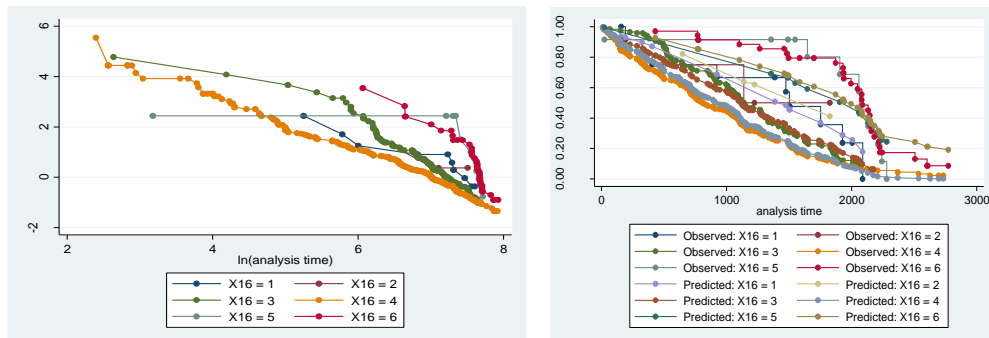 6
4
2
0
-2
2 4 6 8
ln(analysis time)
X16 = 1 X16 = 2
X16 = 3 X16 = 4
X16 = 5 X16 = 6
1.00
0.80
0.60
0.40
0.20
0.00
0 1000 2000 3000
analysis time
Observed: X16 = 1 Observed: X16 = 2
Observed: X16 = 3 Observed: X16 = 4
Observed: X16 = 5 Observed: X16 = 6
Predicted: X16 = 1 Predicted: X16 = 2
Predicted: X16 = 3 Predicted: X16 = 4
Predicted: X16 = 5 Predicted: X16 = 6